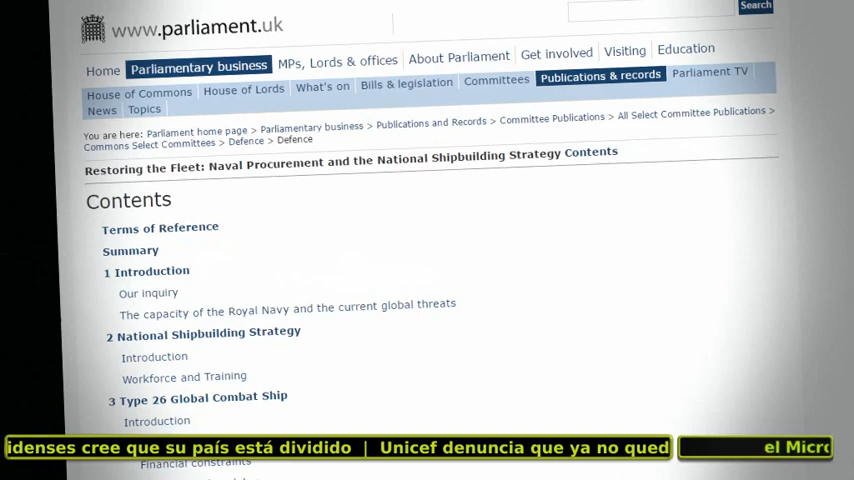 www.parliament.uk
Search
Home Parliamentary business MPs, Lords & offices About Parliament Get involved Visiting Education
House of Commons House of Lords What's on Bills & legislation Committees Publications & records Parliament TV
News Topics
You are here: Parliament home page > Parliamentary business > Publications and Records > Committee Publications > All Select Committee Publications >
Commons Select Committees > Defence > Defence
Restoring the Fleet: Naval Procurement and the National Shipbuilding Strategy Contents
Contents
Terms of Reference
Summary
1 Introduction
Our inquiry
The capacity of the Royal Navy and the current global threats
2 National Shipbuilding Strategy
Introduction
Workforce and Training
3 Type 26 Global Combat Ship
Introduction
idenses cree que su país está dividido | Unicef denuncia que ya no qued
el Micro
Financial constraints